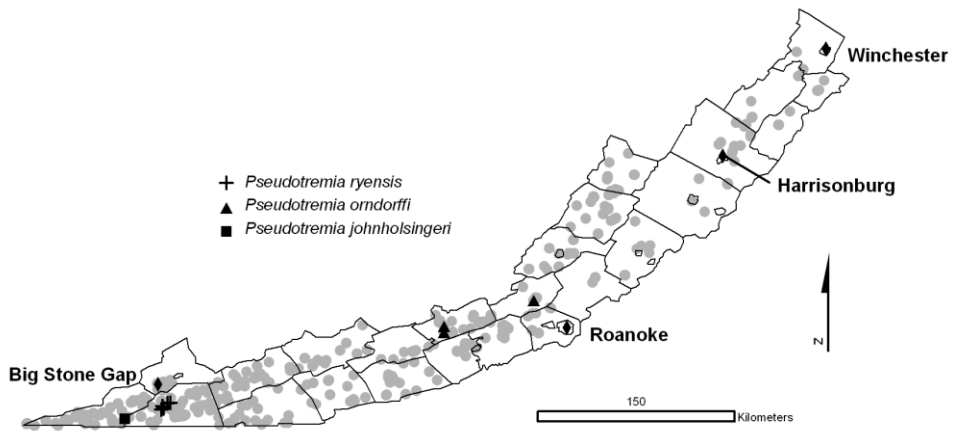 Winchester
Pseudotremia ryensis
Harrisonburg
Pseudotremia orndorffi
Pseudotremia johnholsingeri
Roanoke
N
Big Stone Gap
150
Kilometers